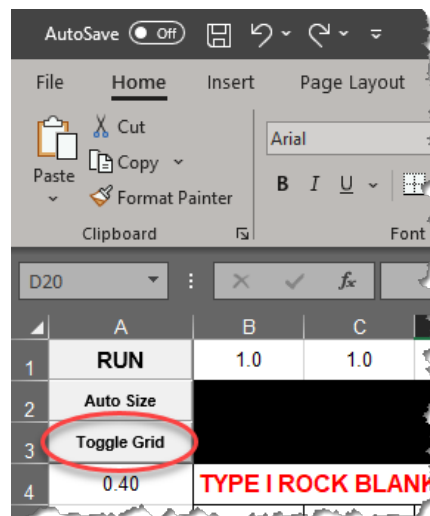 AutoSave Off
File Home Insert Page Layout
Paste
Cut
Copy
Format Painter
Clipboard
Arial
B I U
Font
D20 fx
A B C
1 RUN 1.0 1.0
2 Auto Size
3 Toggle Grid
4 0.40 TYPE I ROCK BLANK